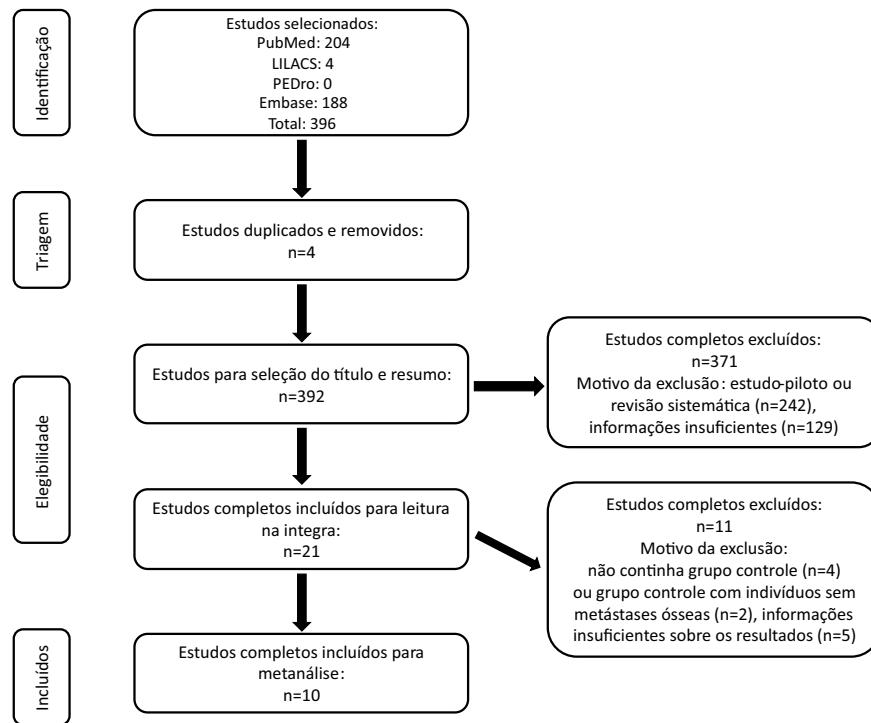 Identificação
Estudos selecionados:
PubMed: 204
LILACS: 4
PEDro: 0
Embase: 188
Total: 396
Triagem
Estudos duplicados e removidos:
n=4
Elegibilidade
Estudos para seleção do título e resumo:
n=392
Estudos completos excluídos:
n=371
Motivo da exclusão: estudo-piloto ou
revisão sistemática (n=242),
informações insuficientes (n=129)
Estudos completos incluídos para leitura
na integra:
n=21
Estudos completos excluídos:
n=11
Motivo da exclusão:
não continha grupo controle (n=4)
ou grupo controle com indivíduos sem
metástases ósseas (n=2), informações
insuficientes sobre os resultados (n=5)
Incluídos
Estudos completos incluídos para
metanálise:
n=10